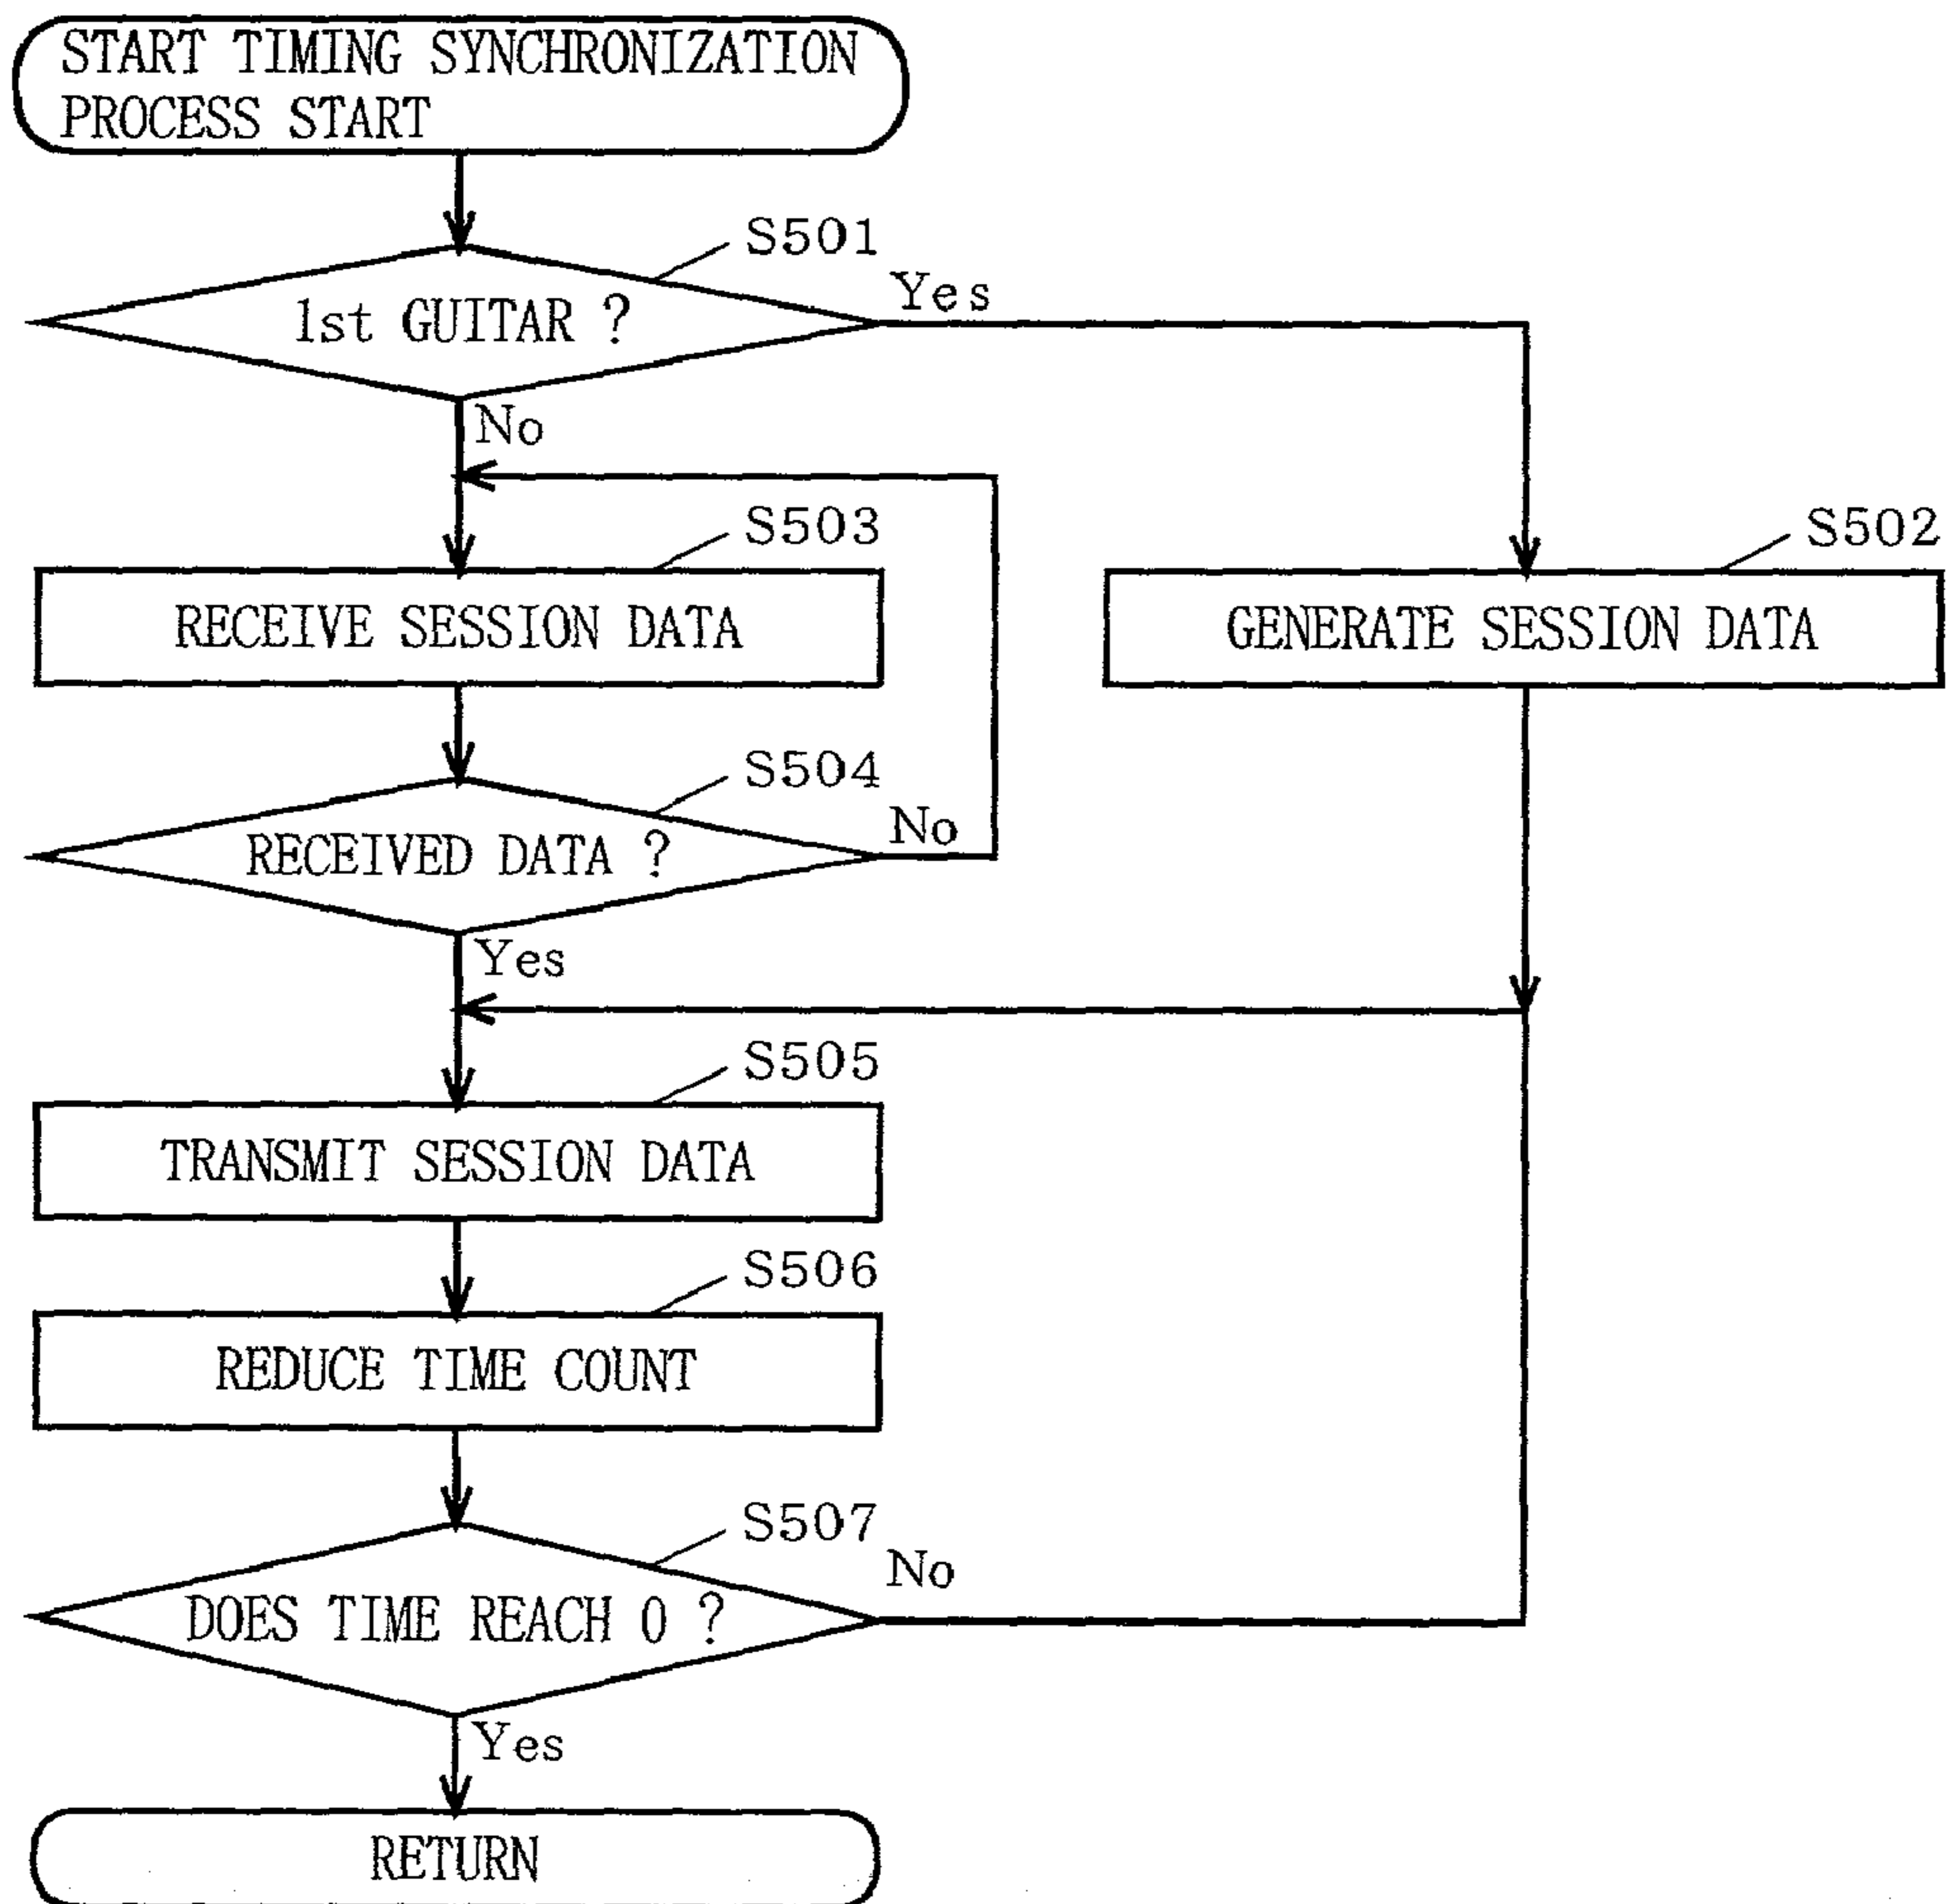 START TIMING SYNCHRONIZATION
PROCESS START
S501
1st GUITAR ?
Yes
No
S503
S502
RECEIVE SESSION DATA
GENERATE SESSION DATA
S504
RECEIVED DATA ?
No
Yes
S505
TRANSMIT SESSION DATA
S506
REDUCE TIME COUNT
S507
DOES TIME REACH 0 ?
No
Yes
RETURN